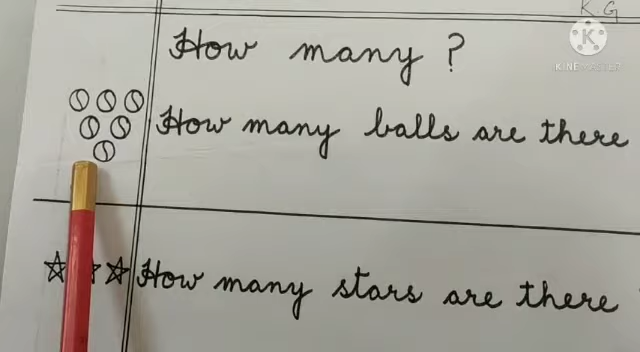 K.G
How many?
K
KINEMASTER
How many balls are there
How many stars are there